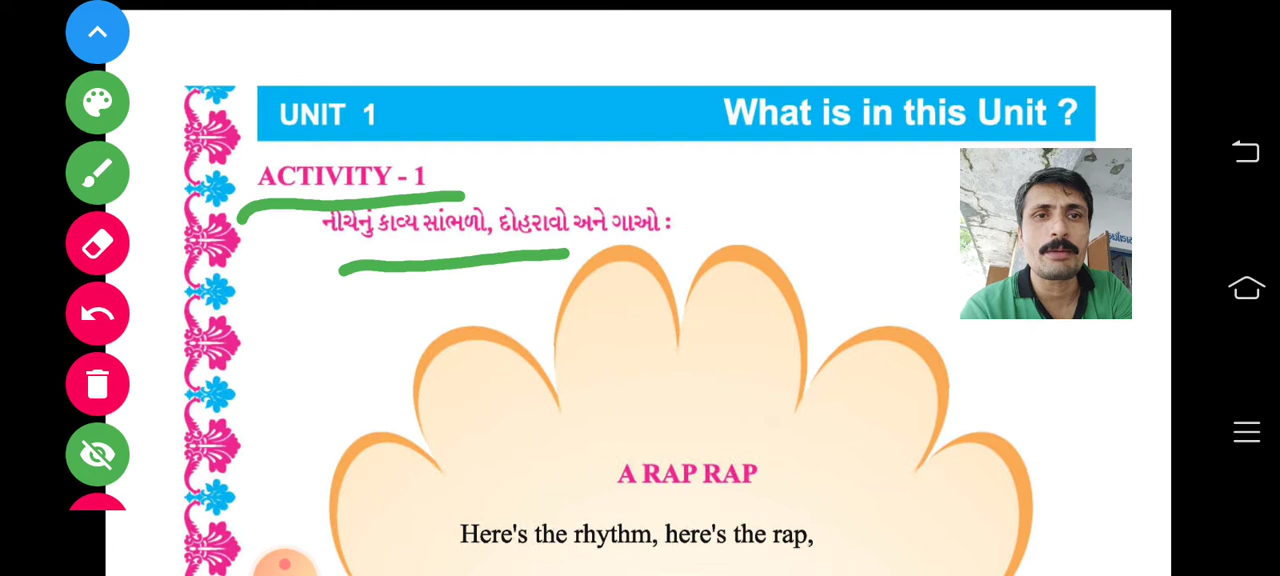 UNIT 1 What is in this Unit ?
ACTIVITY - 1
નીચેનું કાવ્ય સાંભળો, દોહરાવો અને ગાઓ :
A RAP RAP
Here's the rhythm, here's the rap,